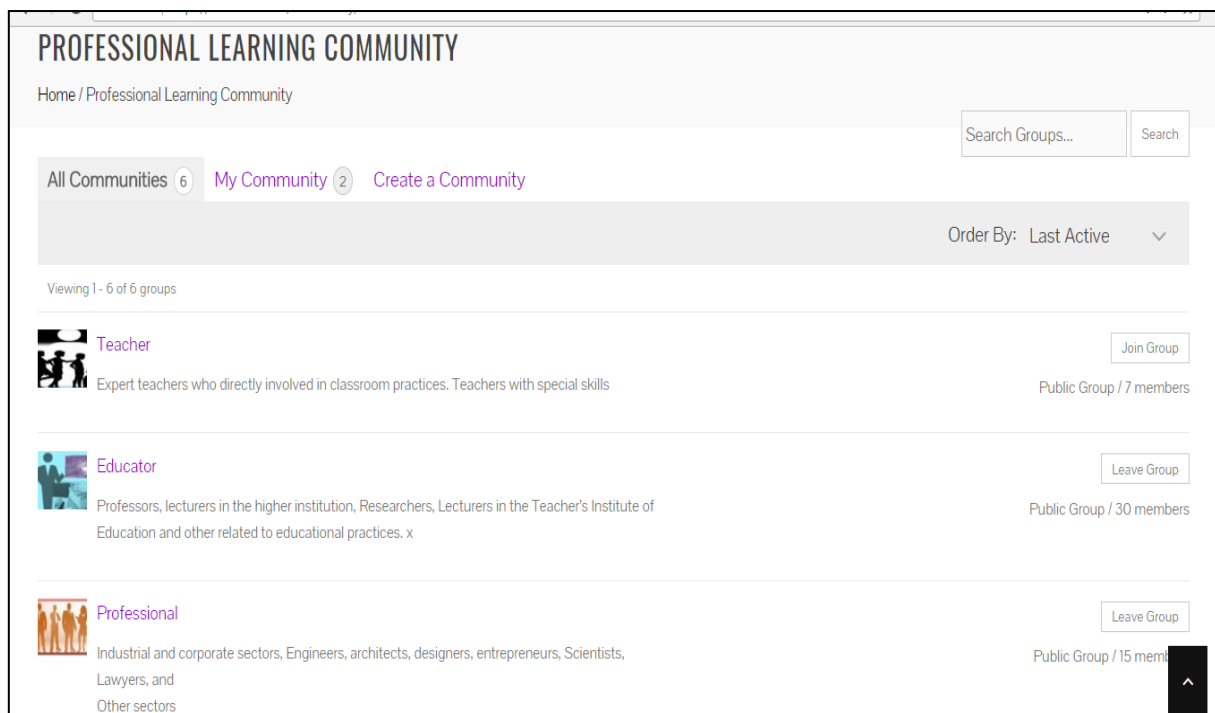 PROFESSIONAL LEARNING COMMUNITY
Home / Professional Learning Community
Search Groups...
Search
All Communities 6 My Community 2 Create a Community
Order By: Last Active
Viewing 1 - 6 of 6 groups
Teacher
Join Group
Expert teachers who directly involved in classroom practices. Teachers with special skills
Public Group / 7 members
Educator
Leave Group
Professors, lecturers in the higher institution, Researchers, Lecturers in the Teacher's Institute of
Public Group / 30 members
Education and other related to educational practices. x
Professional
Leave Group
Industrial and corporate sectors, Engineers, architects, designers, entrepreneurs, Scientists,
Public Group / 15
Lawyers, and
Other sectors